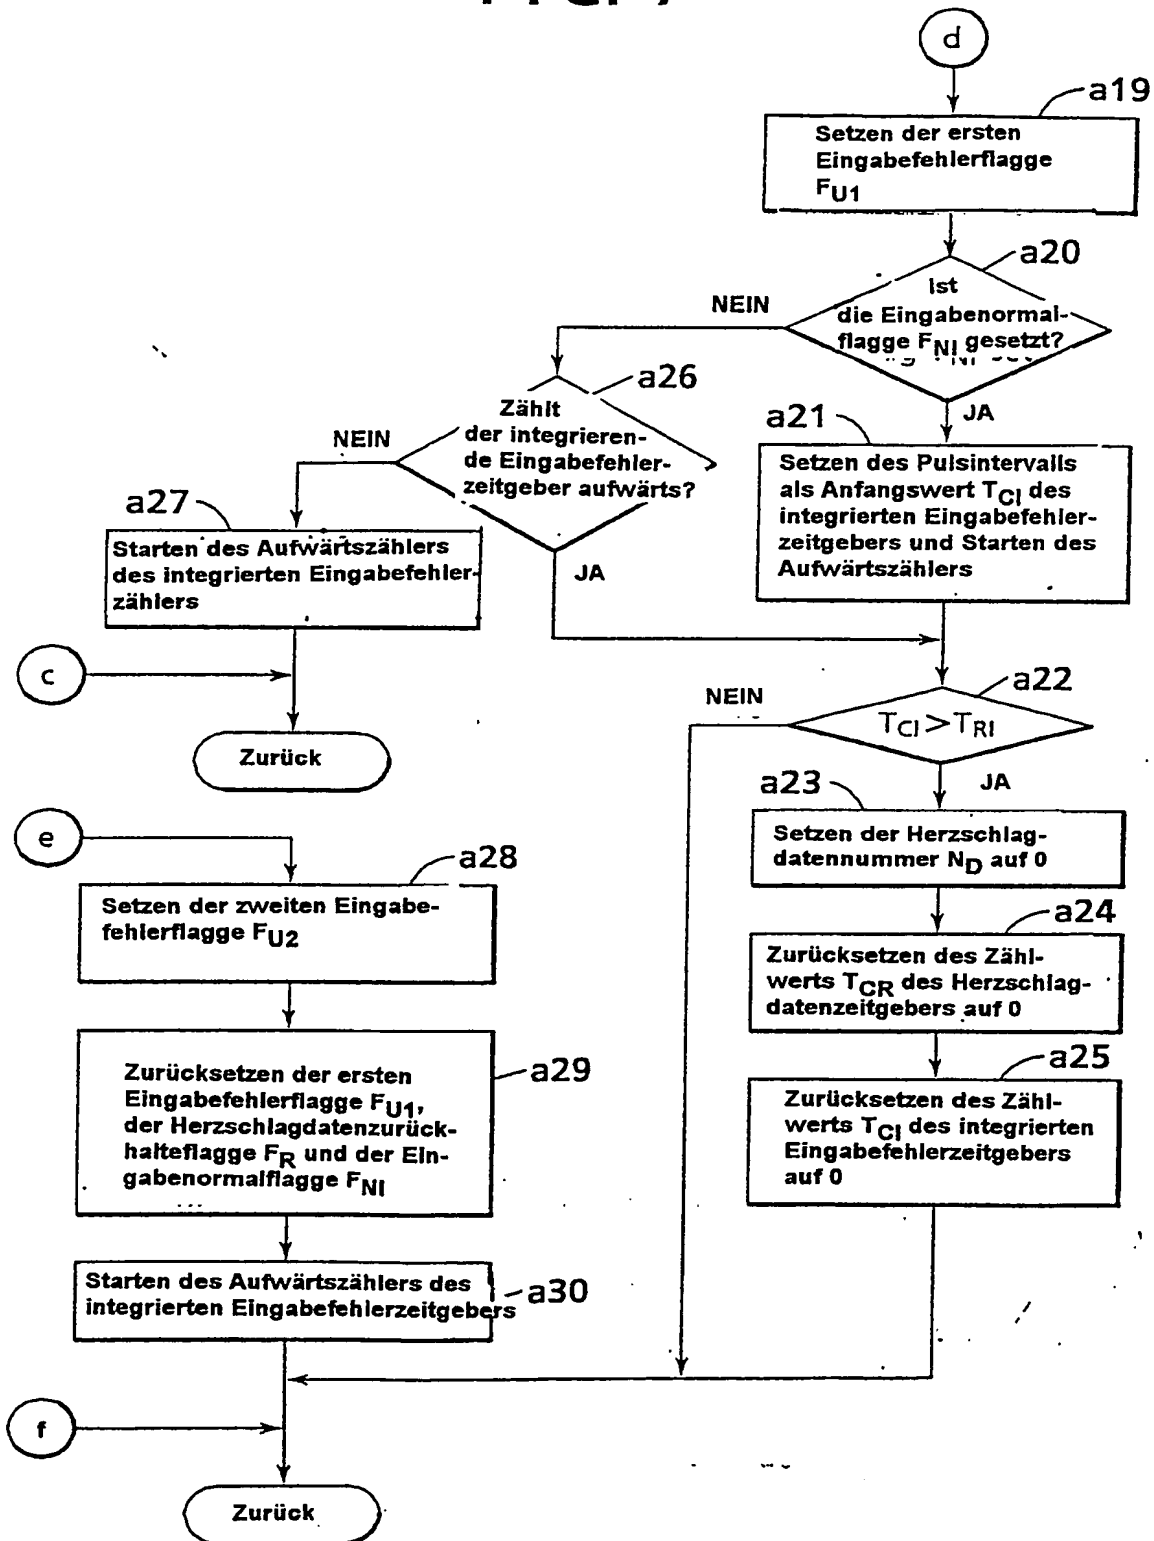 d
a19
Setzen der ersten
Eingabefehlerflagge
FU1
a20
Ist
die Eingabenormal-
flagge FNI gesetzt?
NEIN
JA
a26
Zählt
der integrieren-
de Eingabefehler-
zeitgeber aufwärts?
NEIN
JA
a21
Setzen des Pulsintervalls
als Anfangswert TCI des
integrierten Eingabefehler-
zeitgebers und Starten des
Aufwärtszählers
a27
Starten des Aufwärtszählers
des integrierten Eingabefehler-
zählers
c
Zurück
a22
TCI > TRI
NEIN
JA
a23
Setzen der Herzschlag-
datennummer ND auf 0
a24
Zurücksetzen des Zähl-
werts TCR des Herzschlag-
datenzeitgebers auf 0
a25
Zurücksetzen des Zähl-
werts TCI des integrierten
Eingabefehlerzeitgebers
auf 0
e
a28
Setzen der zweiten Eingabe-
fehlerflagge FU2
a29
Zurücksetzen der ersten
Eingabefehlerflagge FU1,
der Herzschlagdatenzurück-
halteflagge FR und der Ein-
gabenormalflagge FNI
a30
Starten des Aufwärtszählers des
integrierten Eingabefehlerzeitgebers
f
Zurück